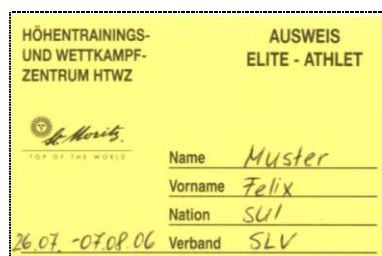 HÖHENTRAININGS-
UND WETTKAMPF-
ZENTRUM HTWZ
AUSWEIS
ELITE - ATHLET
St. Moritz
TOP OF THE WORLD
Name Muster
Vorname Felix
Nation SUI
26.07. - 07.08.06 Verband SLV